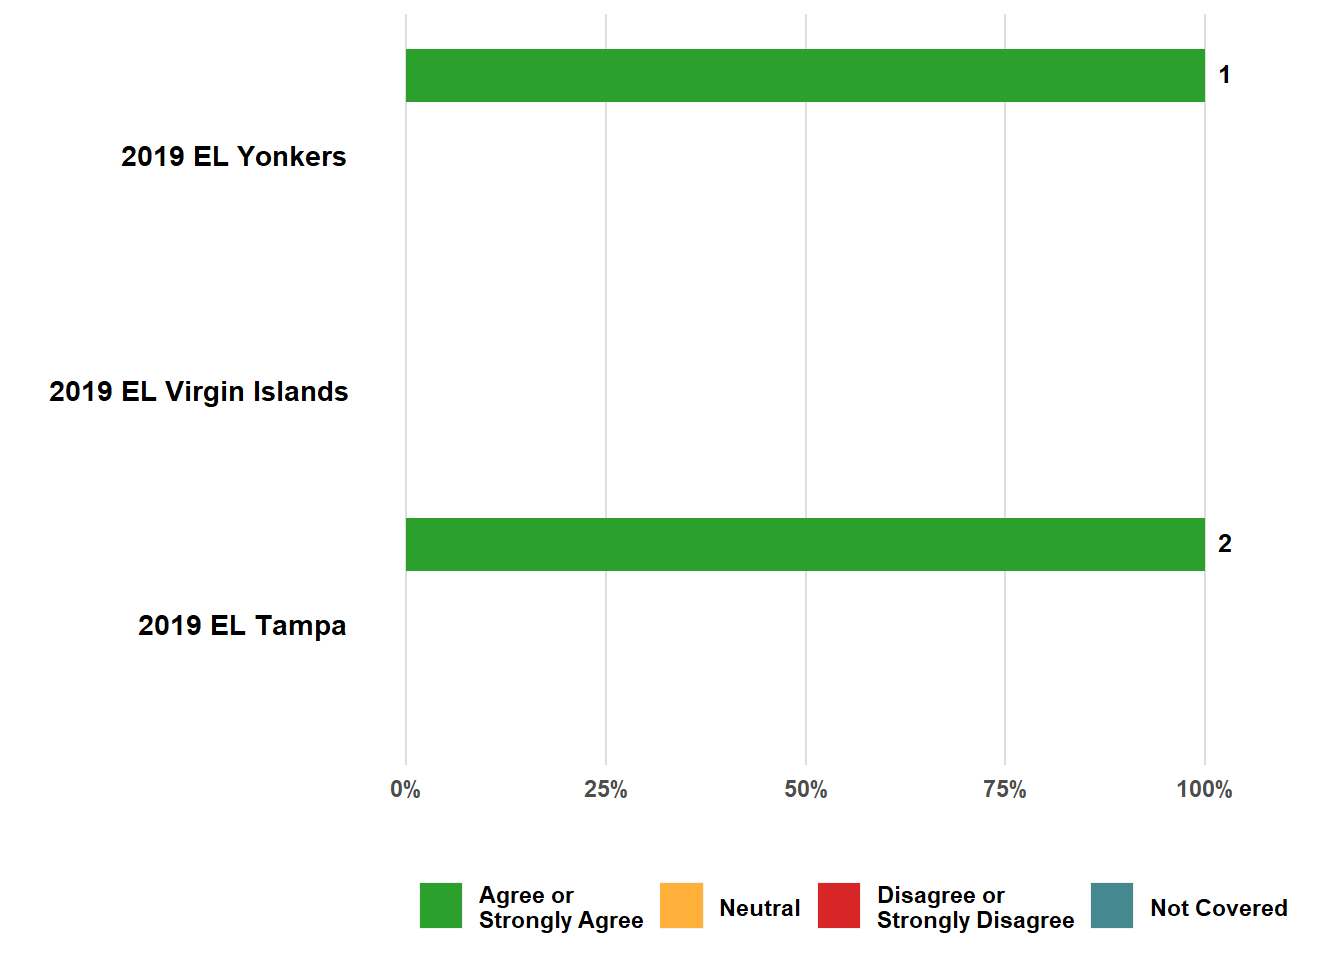 1
2019 EL Yonkers
2019 EL Virgin Islands
2
2019 EL Tampa
0% 25% 50% 75% 100%
Agree or
Strongly Agree
Neutral
Disagree or
Strongly Disagree
Not Covered